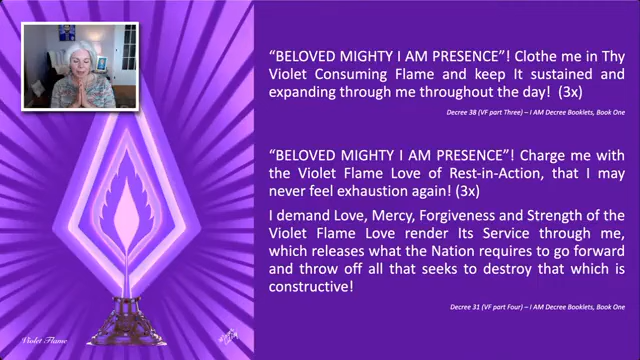 “BELOVED MIGHTY I AM PRESENCE”! Clothe me in Thy
Violet Consuming Flame and keep It sustained and
expanding through me throughout the day! (3x)
Decree 38 (VF part Three) – I AM Decree Booklets, Book One
“BELOVED MIGHTY I AM PRESENCE”! Charge me with
the Violet Flame Love of Rest-in-Action, that I may
never feel exhaustion again! (3x)
I demand Love, Mercy, Forgiveness and Strength of the
Violet Flame Love render Its Service through me,
which releases what the Nation requires to go forward
and throw off all that seeks to destroy that which is
constructive!
Decree 31 (VF part Four) – I AM Decree Booklets, Book One
Violet Flame